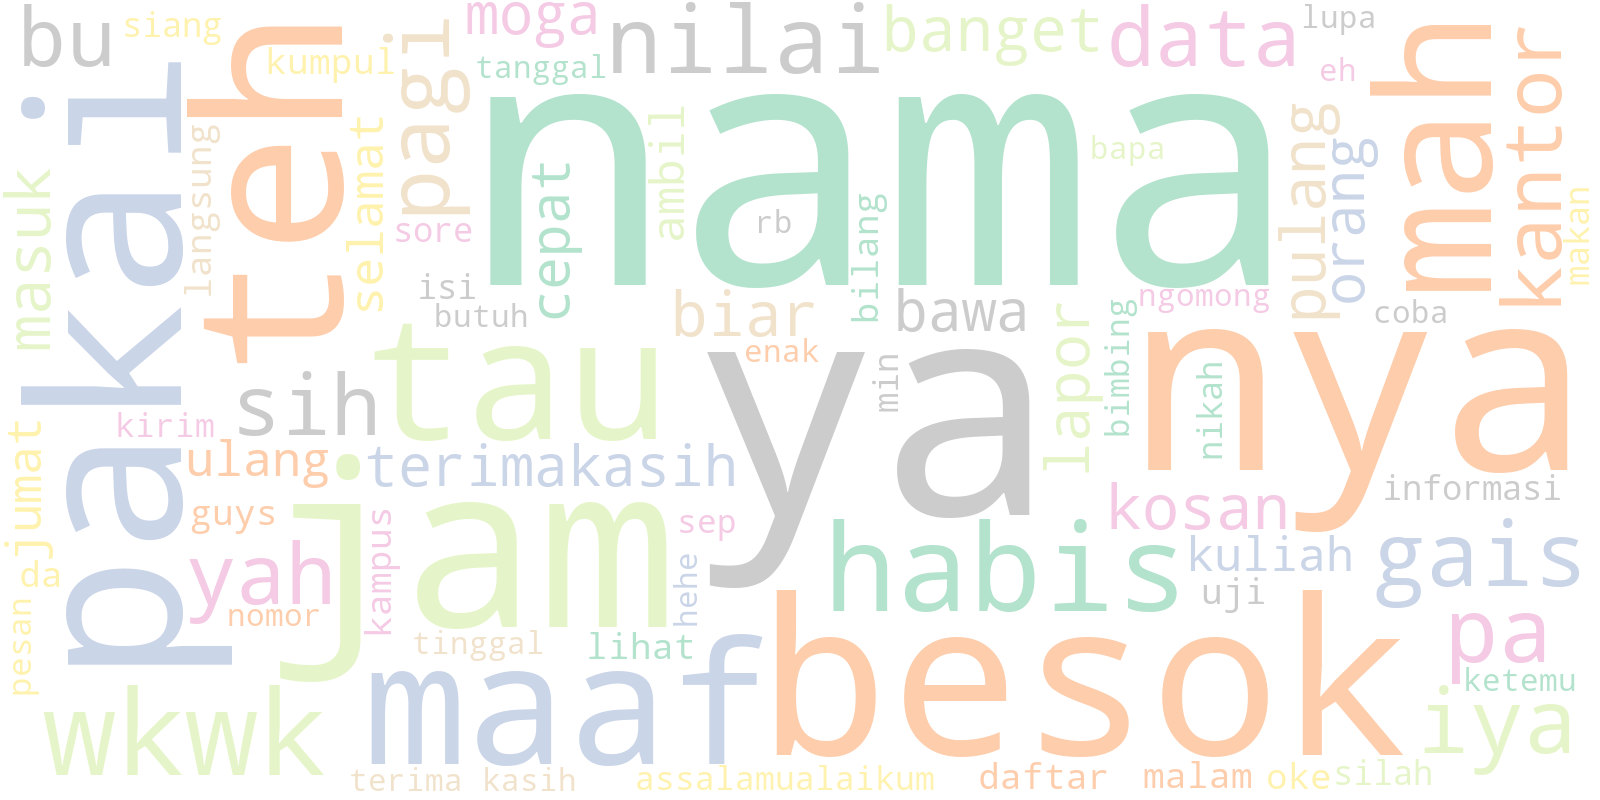 bu
siang
kumpul
pagi
moga
tanggal
nilai
banget
data
lupa
eh
mah
kantor
makan
masuk
pakai
langsung
teh
selamat
sore
cepat
ambil
nama
rb
bilang
bapa
pulang
orang
isi
butuh
biar
bawa
ngomong
coba
sih
tau
enak
ya
min
lapor
bimbing
nya
nikah
kirim
ulang
terimakasih
kosan
informasi
jumat
guys
jam
sep
habis
kuliah
gais
da
yah
kampus
hehe
uji
pesan
nomor
tinggal
lihat
pa
wkwk
maaf
besok
ketemu
iya
terima kasih
assalamualaikum
daftar
malam
oke
silah